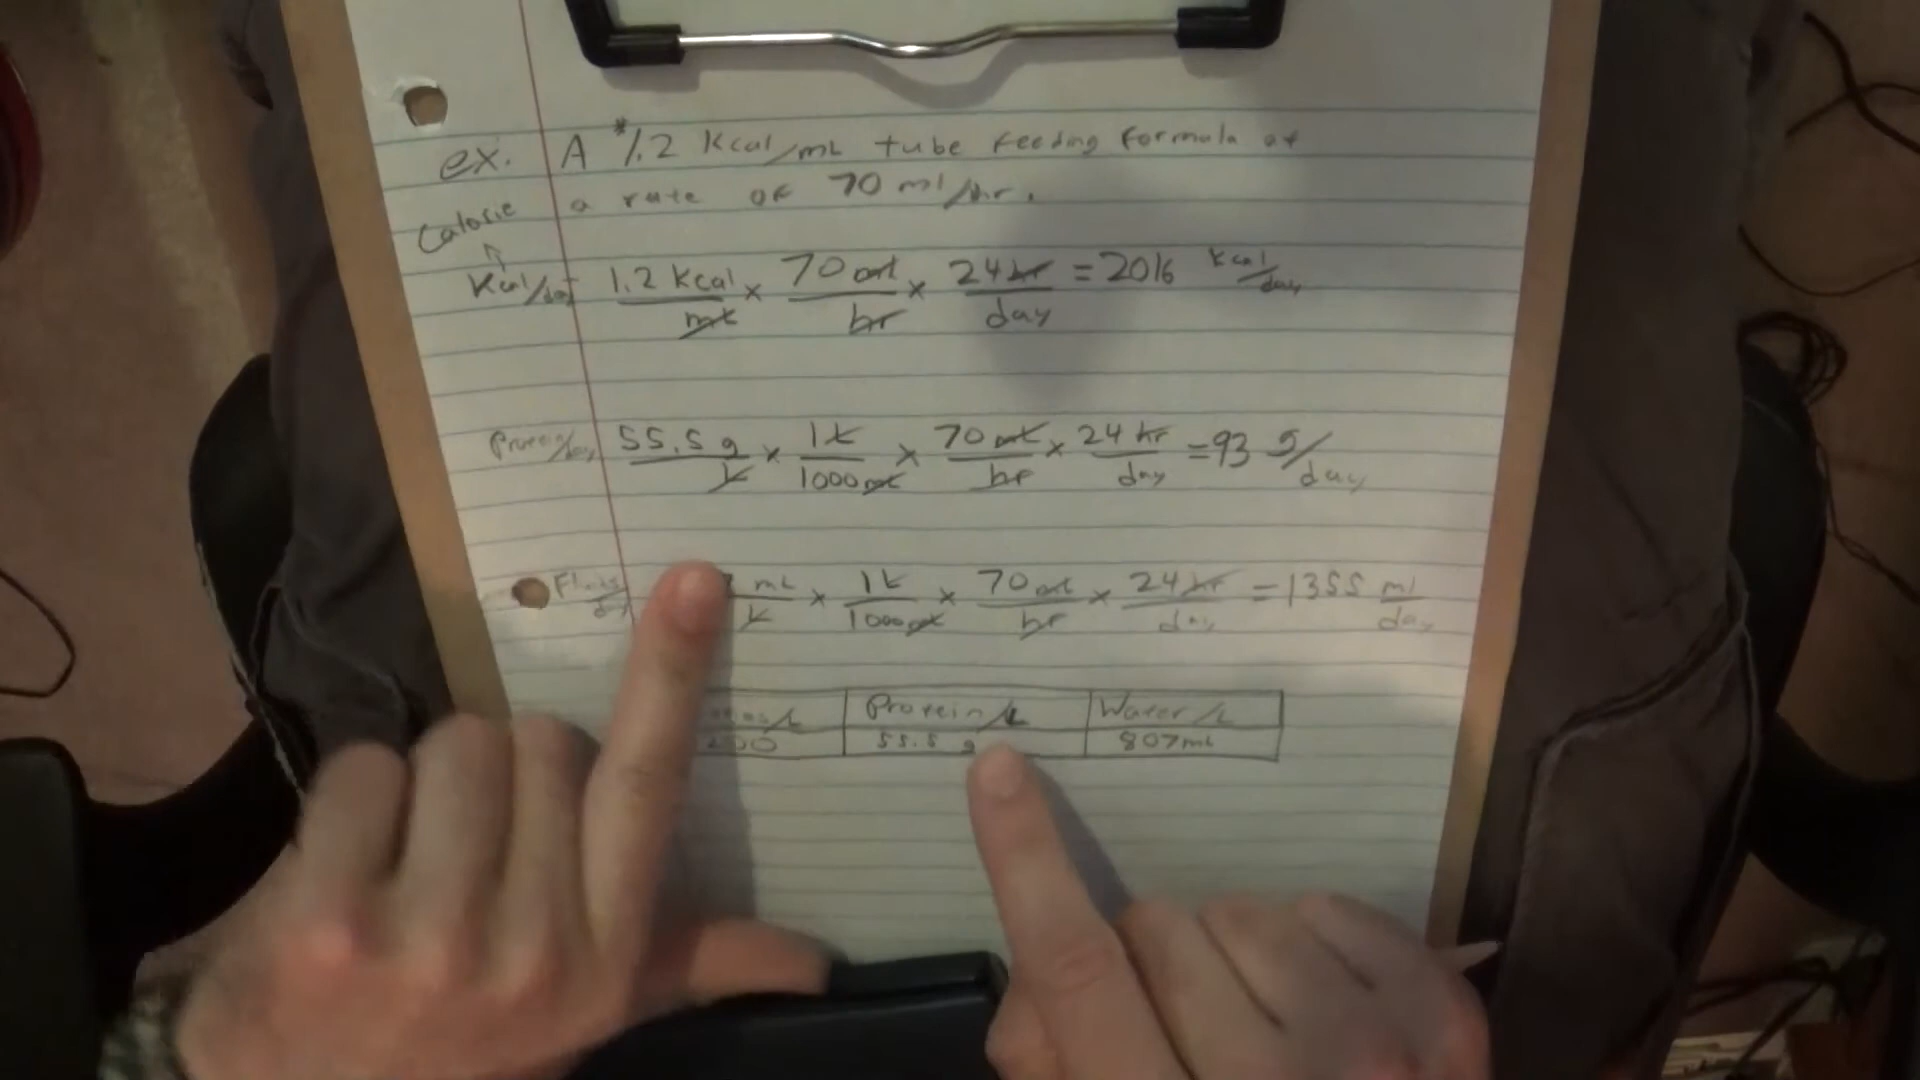 ex. A *1.2 Kcal/mL tube feeding formula at
a rate of 70 ml/hr.
Calorie
Kcal/day 1.2 Kcal/mL x 70 mL/hr x 24 hr/day = 2016 Kcal/day
Protein/day 55.5 g/L x 1 L/1000 mL x 70 mL/hr x 24 hr/day = 93 g/day
Fluids/day mL/L x 1 L/1000 mL x 70 mL/hr x 24 hr/day = 1355 ml/day
Protein/L Water/L
55.5 g 807 mL